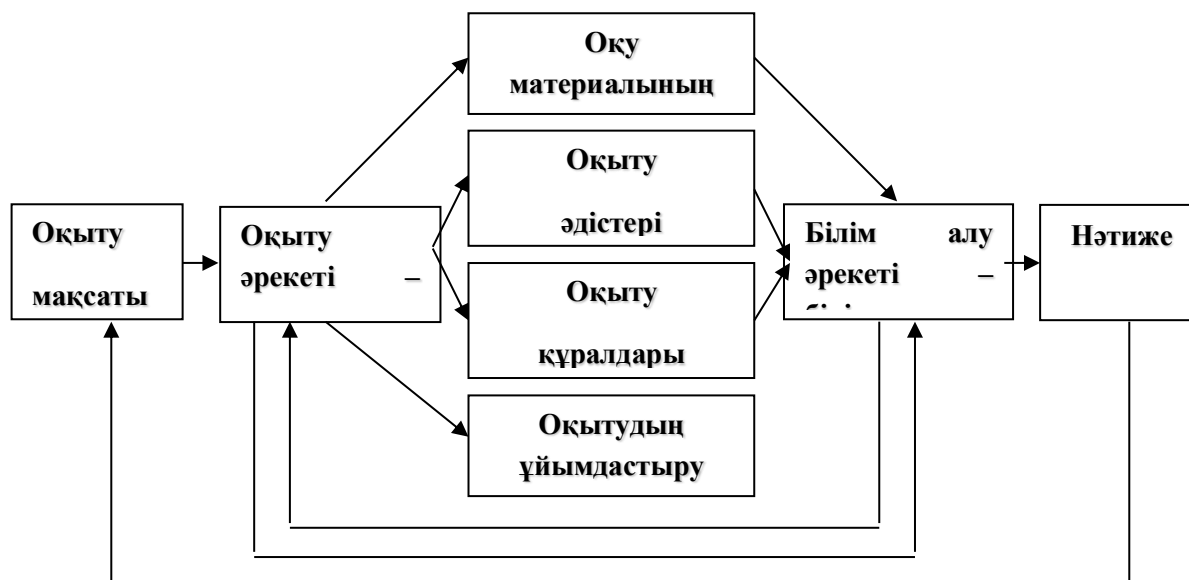 Оқу
материалының
Оқыту
әдістері
Оқыту
мақсаты
Оқыту
әрекеті –
Білім алу
әрекеті –
Нәтиже
Оқыту
құралдары
Оқытудың
ұйымдастыру